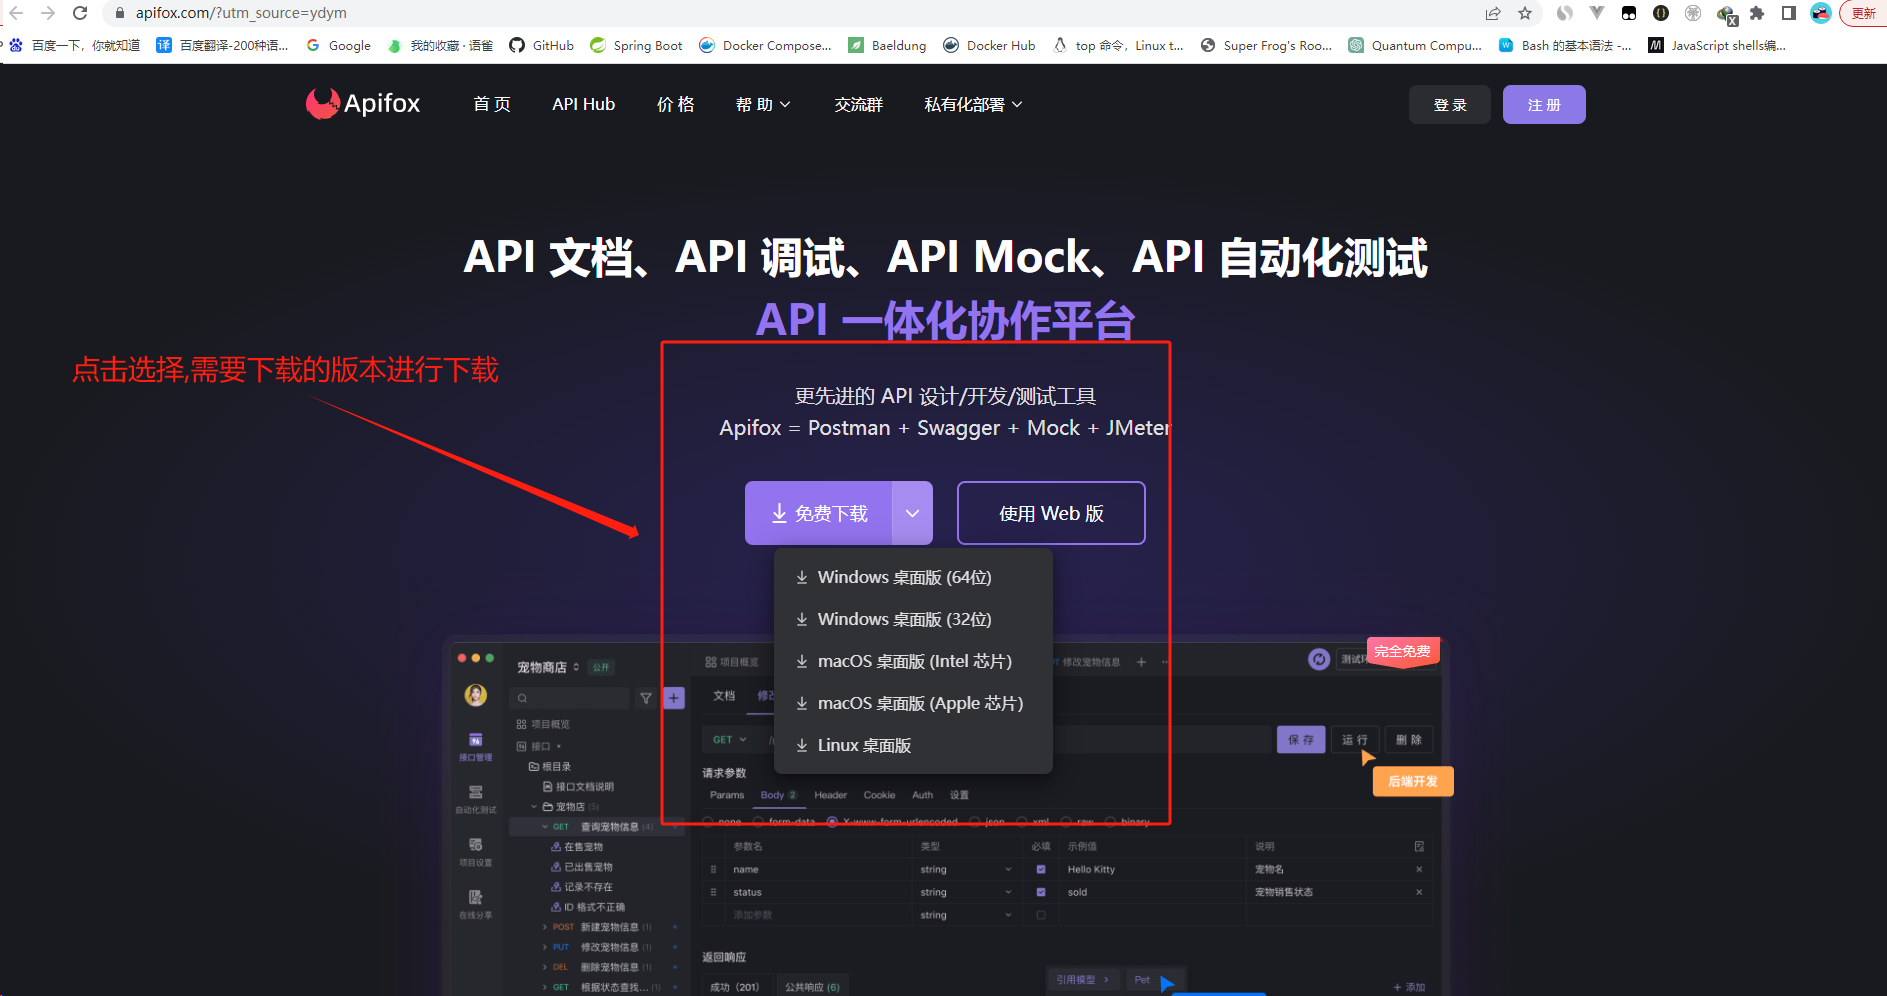 apifox.com/?utm_source=ydym
更新
百度一下，你就知道
百度翻译-200种语...
Google
我的收藏 · 语雀
GitHub
Spring Boot
Docker Compose...
Baeldung
Docker Hub
top 命令，Linux t...
Super Frog's Roo...
Quantum Compu...
Bash 的基本语法 -...
JavaScript shells编...
Apifox
首 页
API Hub
价 格
帮 助
交流群
私有化部署
登 录
注 册
API 文档、API 调试、API Mock、API 自动化测试
API 一体化协作平台
点击选择,需要下载的版本进行下载
更先进的 API 设计/开发/测试工具
Apifox = Postman + Swagger + Mock + JMeter
免费下载
使用 Web 版
Windows 桌面版 (64位)
Windows 桌面版 (32位)
macOS 桌面版 (Intel 芯片)
macOS 桌面版 (Apple 芯片)
Linux 桌面版
宠物商店
公开
项目概览
修改宠物信息
测试环
完全免费
项目概览
接口
根目录
接口文档说明
宠物店 (5)
GET 查询宠物信息 (4)
在售宠物
已出售宠物
记录不存在
ID 格式不正确
POST 新建宠物信息 (1)
PUT 修改宠物信息 (1)
DEL 删除宠物信息 (1)
GET 根据状态查找... (1)
接口管理
自动化测试
项目设置
在线分享
文档
修改
GET
保 存
运 行
删 除
后端开发
请求参数
Params
Body 2
Header
Cookie
Auth
设置
none
form-data
X-www-form-urlencoded
json
xml
raw
binary
参数名
类型
必填
示例值
说明
name
string
Hello Kitty
宠物名
status
string
sold
宠物销售状态
添加参数
string
返回响应
成功（201）
公共响应 (6)
引用模型
Pet
+ 添加